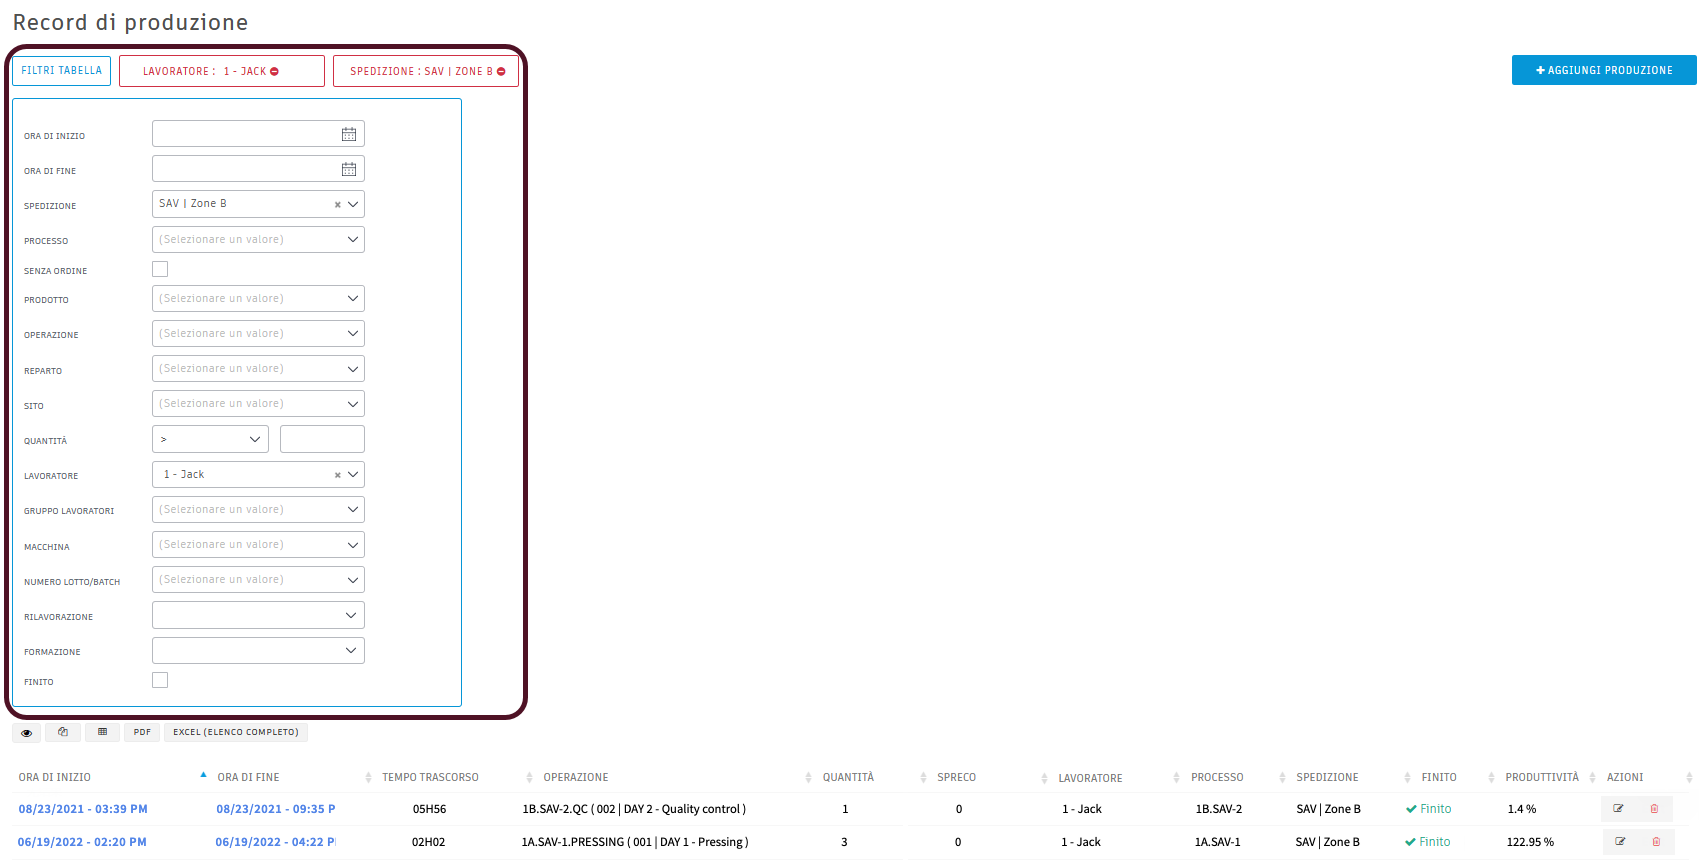 Record di produzione
FILTRI TABELLA LAVORATORE : 1 - JACK SPEDIZIONE : SAV | ZONE B AGGIUNGI PRODUZIONE
ORA DI INIZIO
ORA DI FINE
SPEDIZIONE SAV | Zone B
PROCESSO (Selezionare un valore)
SENZA ORDINE
PRODOTTO (Selezionare un valore)
OPERAZIONE (Selezionare un valore)
REPARTO (Selezionare un valore)
SITO (Selezionare un valore)
QUANTITÀ >
LAVORATORE 1 - Jack
GRUPPO LAVORATORI (Selezionare un valore)
MACCHINA (Selezionare un valore)
NUMERO LOTTO/BATCH (Selezionare un valore)
RILAVORAZIONE
FORMAZIONE
FINITO
PDF EXCEL (ELENCO COMPLETO)
ORA DI INIZIO ORA DI FINE TEMPO TRASCORSO OPERAZIONE QUANTITÀ SPRECO LAVORATORE PROCESSO SPEDIZIONE FINITO PRODUTTIVITÀ AZIONI
08/23/2021 - 03:39 PM 08/23/2021 - 09:35 P 05H56 1B.SAV-2.QC ( 002 | DAY 2 - Quality control ) 1 0 1 - Jack 1B.SAV-2 SAV | Zone B Finito 1.4 %
06/19/2022 - 02:20 PM 06/19/2022 - 04:22 P 02H02 1A.SAV-1.PRESSING ( 001 | DAY 1 - Pressing ) 3 0 1 - Jack 1A.SAV-1 SAV | Zone B Finito 122.95 %